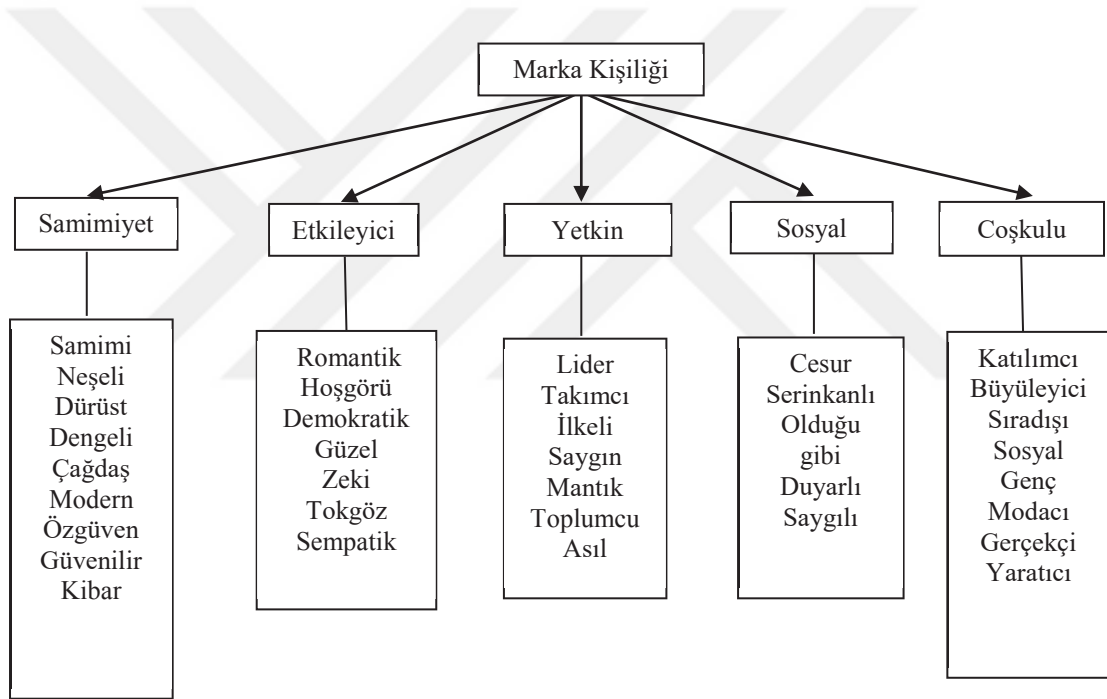 Marka Kişiliği
Samimiyet
Etkileyici
Yetkin
Sosyal
Coşkulu
Samimi
Neşeli
Dürüst
Dengeli
Çağdaş
Modern
Özgüven
Güvenilir
Kibar
Romantik
Hoşgörü
Demokratik
Güzel
Zeki
Tokgöz
Sempatik
Lider
Takımcı
İlkeli
Saygın
Mantık
Toplumcu
Asıl
Cesur
Serinkanlı
Olduğu
gibi
Duyarlı
Saygılı
Katılımcı
Büyüleyici
Sıradışı
Sosyal
Genç
Modacı
Gerçekçi
Yaratıcı